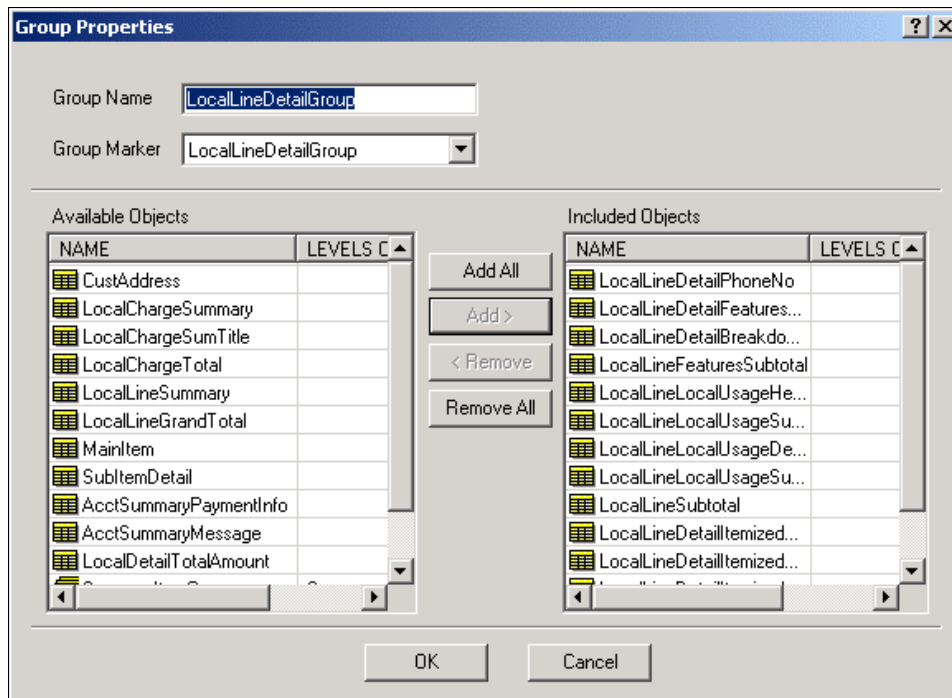 Group Properties
Group Name LocalLineDetailGroup
Group Marker LocalLineDetailGroup
Available Objects
NAME LEVELS C
CustAddress
LocalChargeSummary
LocalChargeSumTitle
LocalChargeTotal
LocalLineSummary
LocalLineGrandTotal
MainItem
SubItemDetail
AcctSummaryPaymentInfo
AcctSummaryMessage
LocalDetailTotalAmount
Add All
Add >
< Remove
Remove All
Included Objects
NAME LEVELS C
LocalLineDetailPhoneNo
LocalLineDetailFeatures...
LocalLineDetailBreakdo...
LocalLineFeaturesSubtotal
LocalLineLocalUsageHe...
LocalLineLocalUsageSu...
LocalLineLocalUsageDe...
LocalLineLocalUsageSu...
LocalLineSubtotal
LocalLineDetailItemized...
LocalLineDetailItemized...
OK Cancel